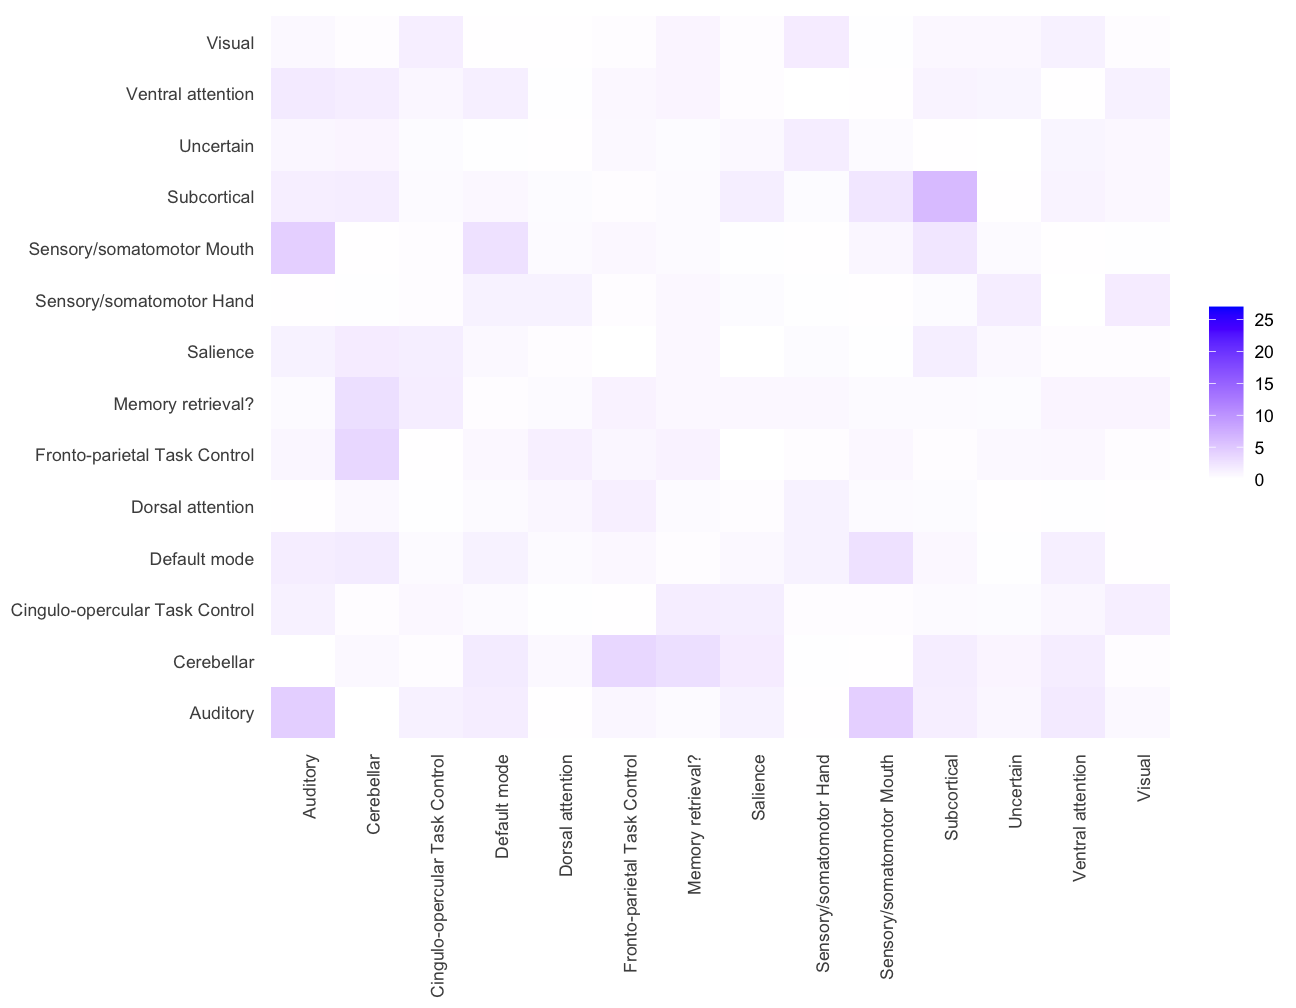 Visual
Ventral attention
Uncertain
Subcortical
Sensory/somatomotor Mouth
Sensory/somatomotor Hand
Salience
Memory retrieval?
Fronto-parietal Task Control
Dorsal attention
Default mode
Cingulo-opercular Task Control
Cerebellar
Auditory
Auditory
Cerebellar
Cingulo-opercular Task Control
Default mode
Dorsal attention
Fronto-parietal Task Control
Memory retrieval?
Salience
Sensory/somatomotor Hand
Sensory/somatomotor Mouth
Subcortical
Uncertain
Ventral attention
Visual
25
20
15
10
5
0